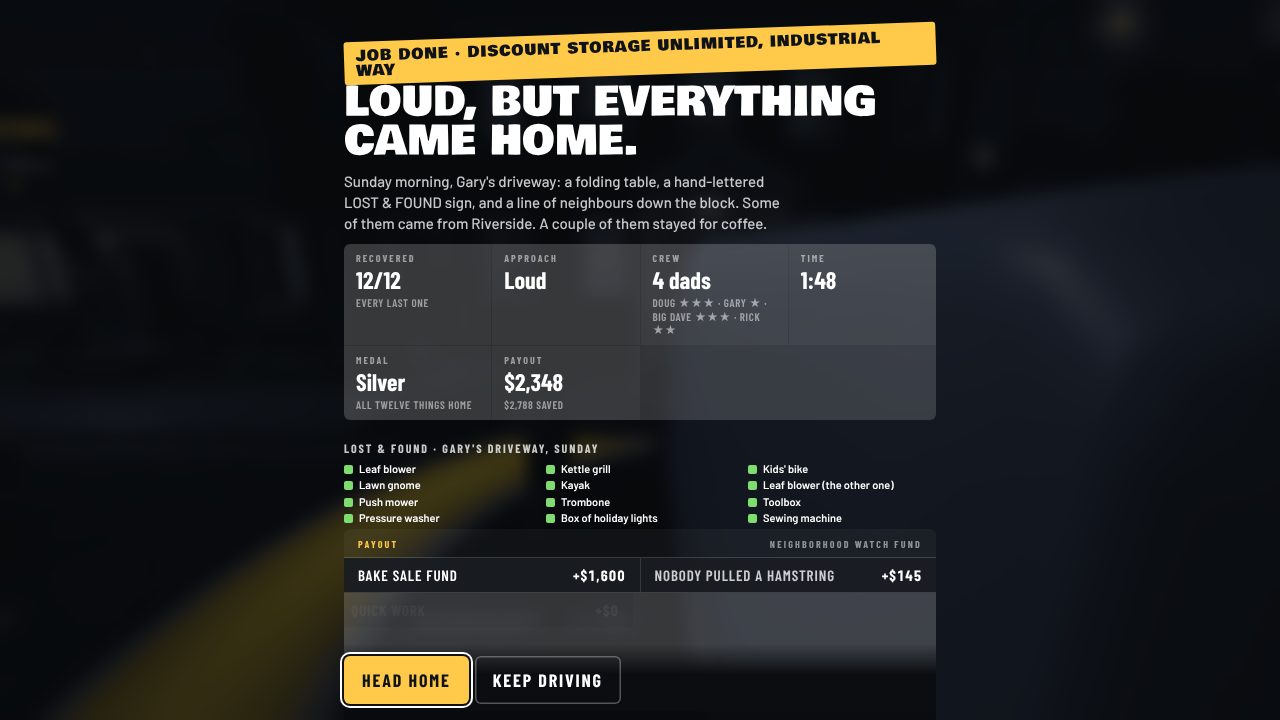 JOB DONE · DISCOUNT STORAGE UNLIMITED, INDUSTRIAL
WAY
LOUD, BUT EVERYTHING
CAME HOME.
Sunday morning, Gary's driveway: a folding table, a hand-lettered
LOST & FOUND sign, and a line of neighbours down the block. Some
of them came from Riverside. A couple of them stayed for coffee.
RECOVERED
12/12
EVERY LAST ONE
APPROACH
Loud
CREW
4 dads
DOUG ★★★ · GARY ★ ·
BIG DAVE ★★★ · RICK
★★
TIME
1:48
MEDAL
Silver
ALL TWELVE THINGS HOME
PAYOUT
$2,348
$2,788 SAVED
LOST & FOUND · GARY'S DRIVEWAY, SUNDAY
Leaf blower
Kettle grill
Kids' bike
Lawn gnome
Kayak
Leaf blower (the other one)
Push mower
Trombone
Toolbox
Pressure washer
Box of holiday lights
Sewing machine
PAYOUT
NEIGHBORHOOD WATCH FUND
BAKE SALE FUND +$1,600
NOBODY PULLED A HAMSTRING +$145
QUICK WORK +$0
HEAD HOME
KEEP DRIVING